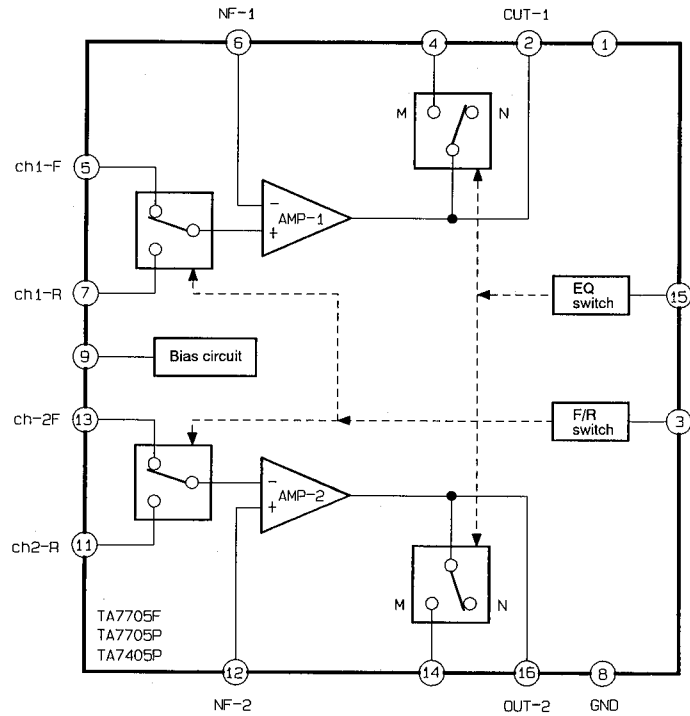 NF-1
CUT-1
6
4
2
1
M
N
ch1-F
5
AMP-1
−
+
ch1-R
7
EQ
switch
15
9
Bias circuit
ch-2F
13
F/R
switch
3
−
AMP-2
+
ch2-R
11
M
N
TA7705F
TA7705P
TA7405P
12
14
16
8
NF-2
OUT-2
GND